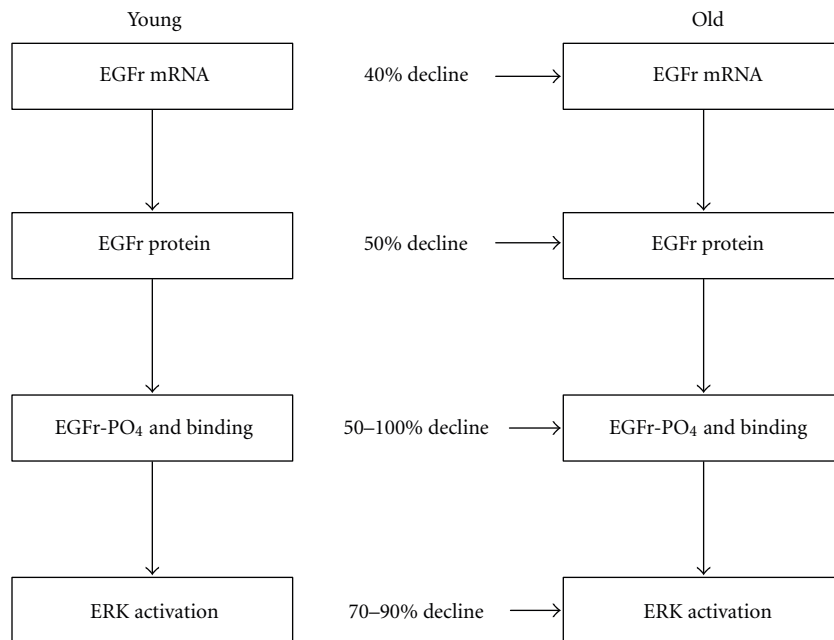 Young
Old
EGFr mRNA
40% decline
EGFr mRNA
EGFr protein
50% decline
EGFr protein
EGFr-PO₄ and binding
50–100% decline
EGFr-PO₄ and binding
ERK activation
70–90% decline
ERK activation